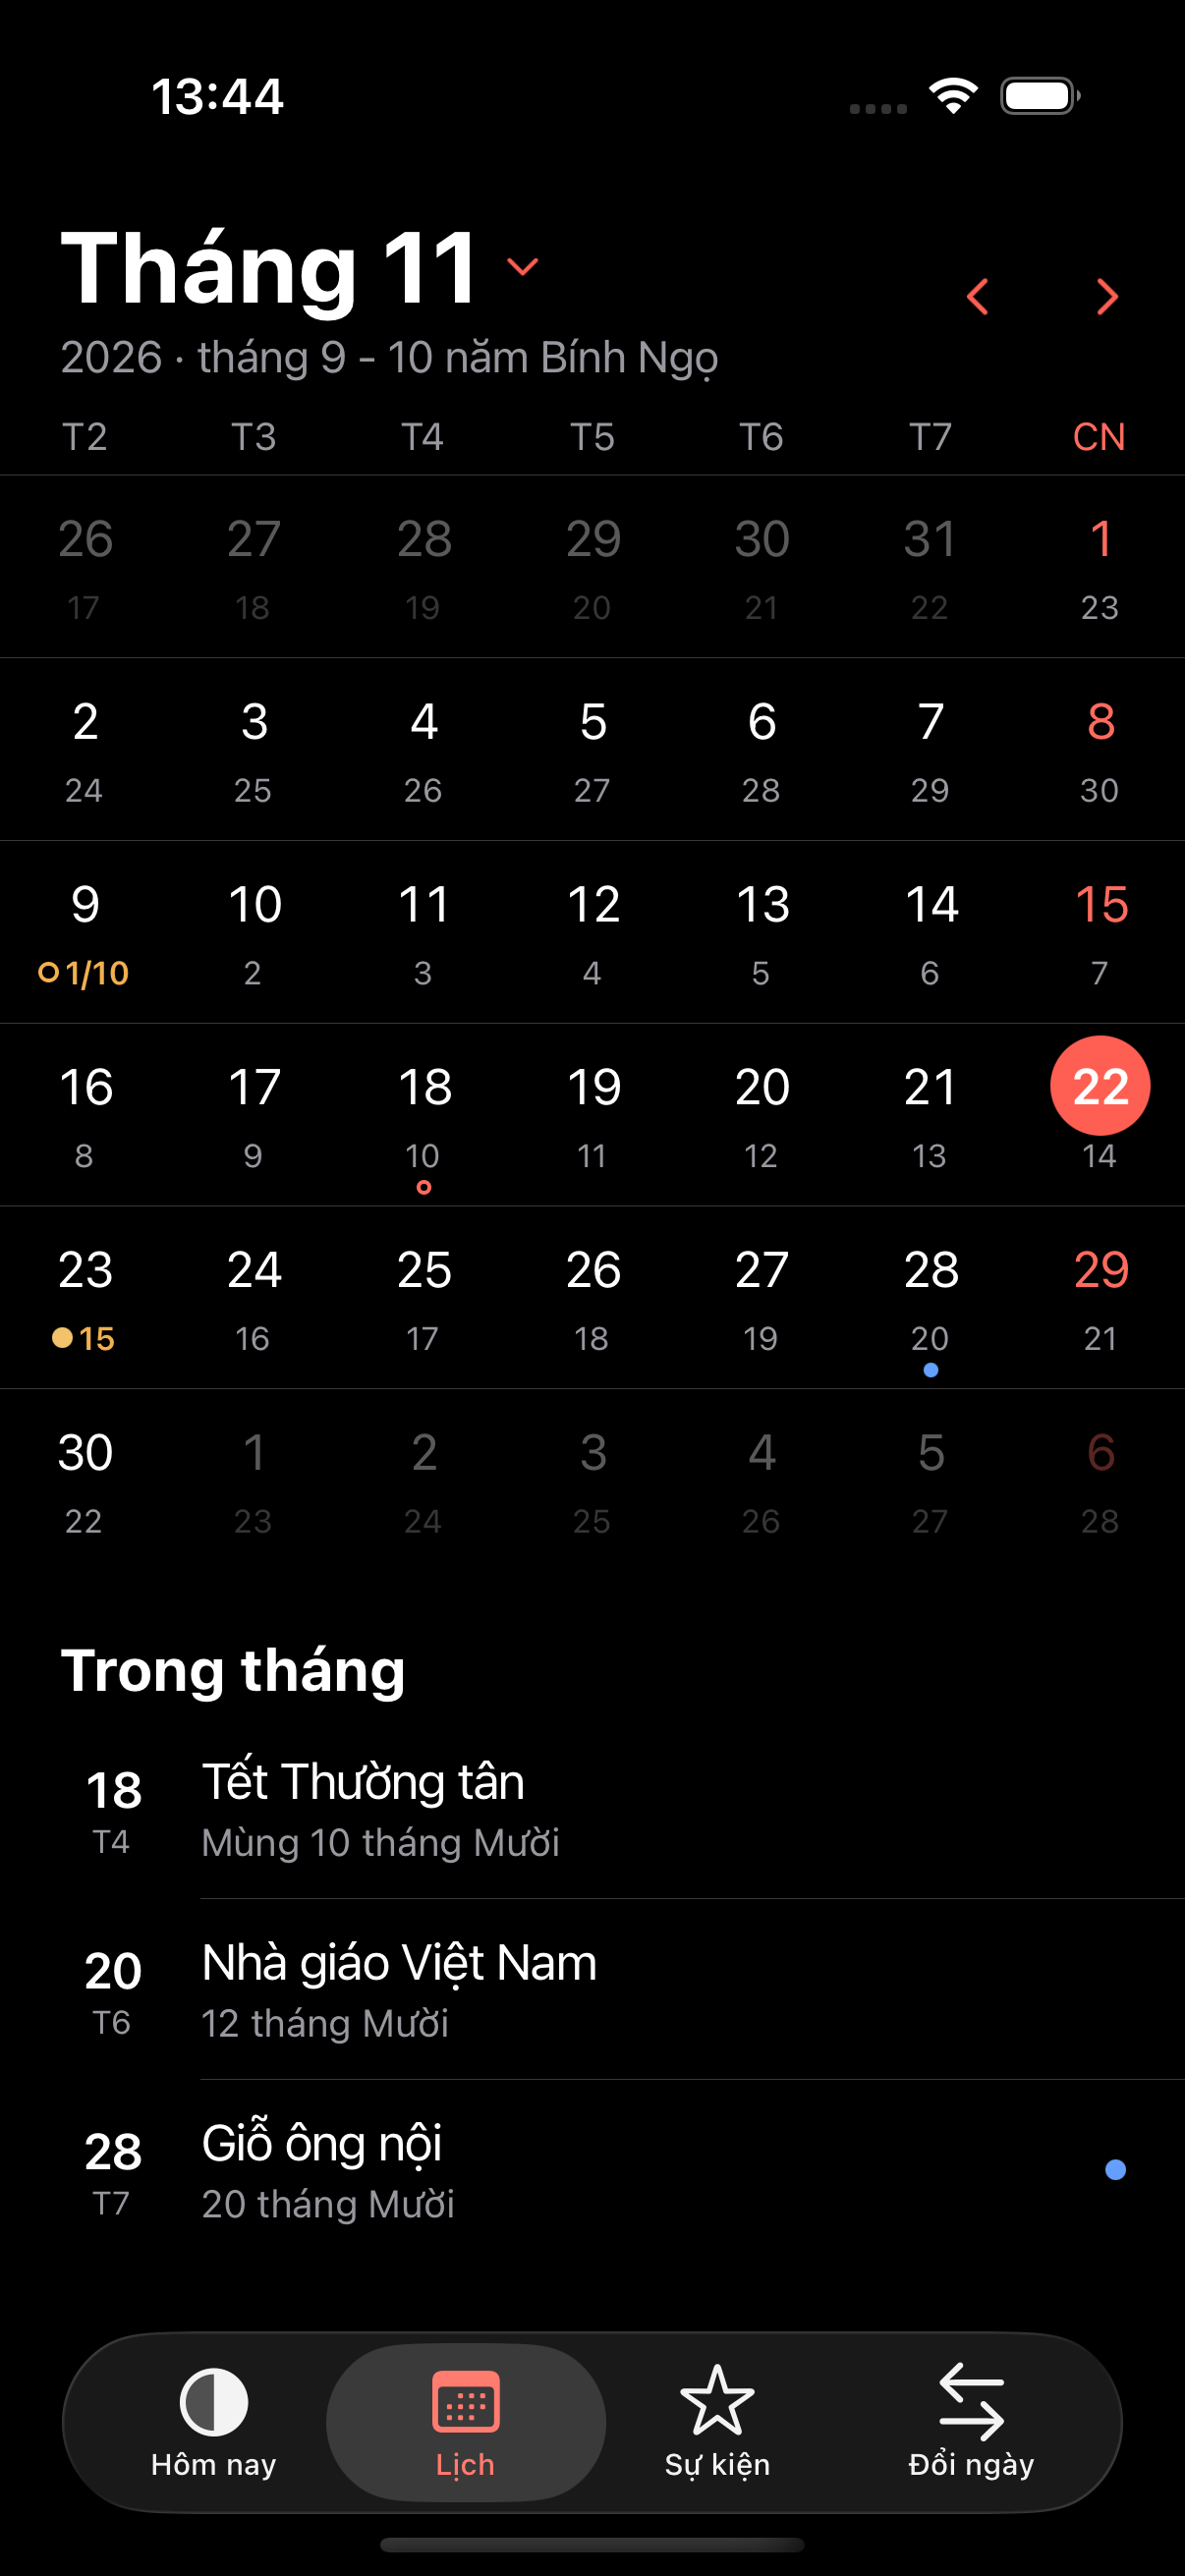 13:44
Tháng 11
2026 · tháng 9 - 10 năm Bính Ngọ
T2 T3 T4 T5 T6 T7 CN
26 27 28 29 30 31 1
17 18 19 20 21 22 23
2 3 4 5 6 7 8
24 25 26 27 28 29 30
9 10 11 12 13 14 15
1/10 2 3 4 5 6 7
16 17 18 19 20 21 22
8 9 10 11 12 13 14
23 24 25 26 27 28 29
15 16 17 18 19 20 21
30 1 2 3 4 5 6
22 23 24 25 26 27 28
Trong tháng
18 Tết Thường tân
T4 Mùng 10 tháng Mười
20 Nhà giáo Việt Nam
T6 12 tháng Mười
28 Giỗ ông nội
T7 20 tháng Mười
Hôm nay Lịch Sự kiện Đổi ngày